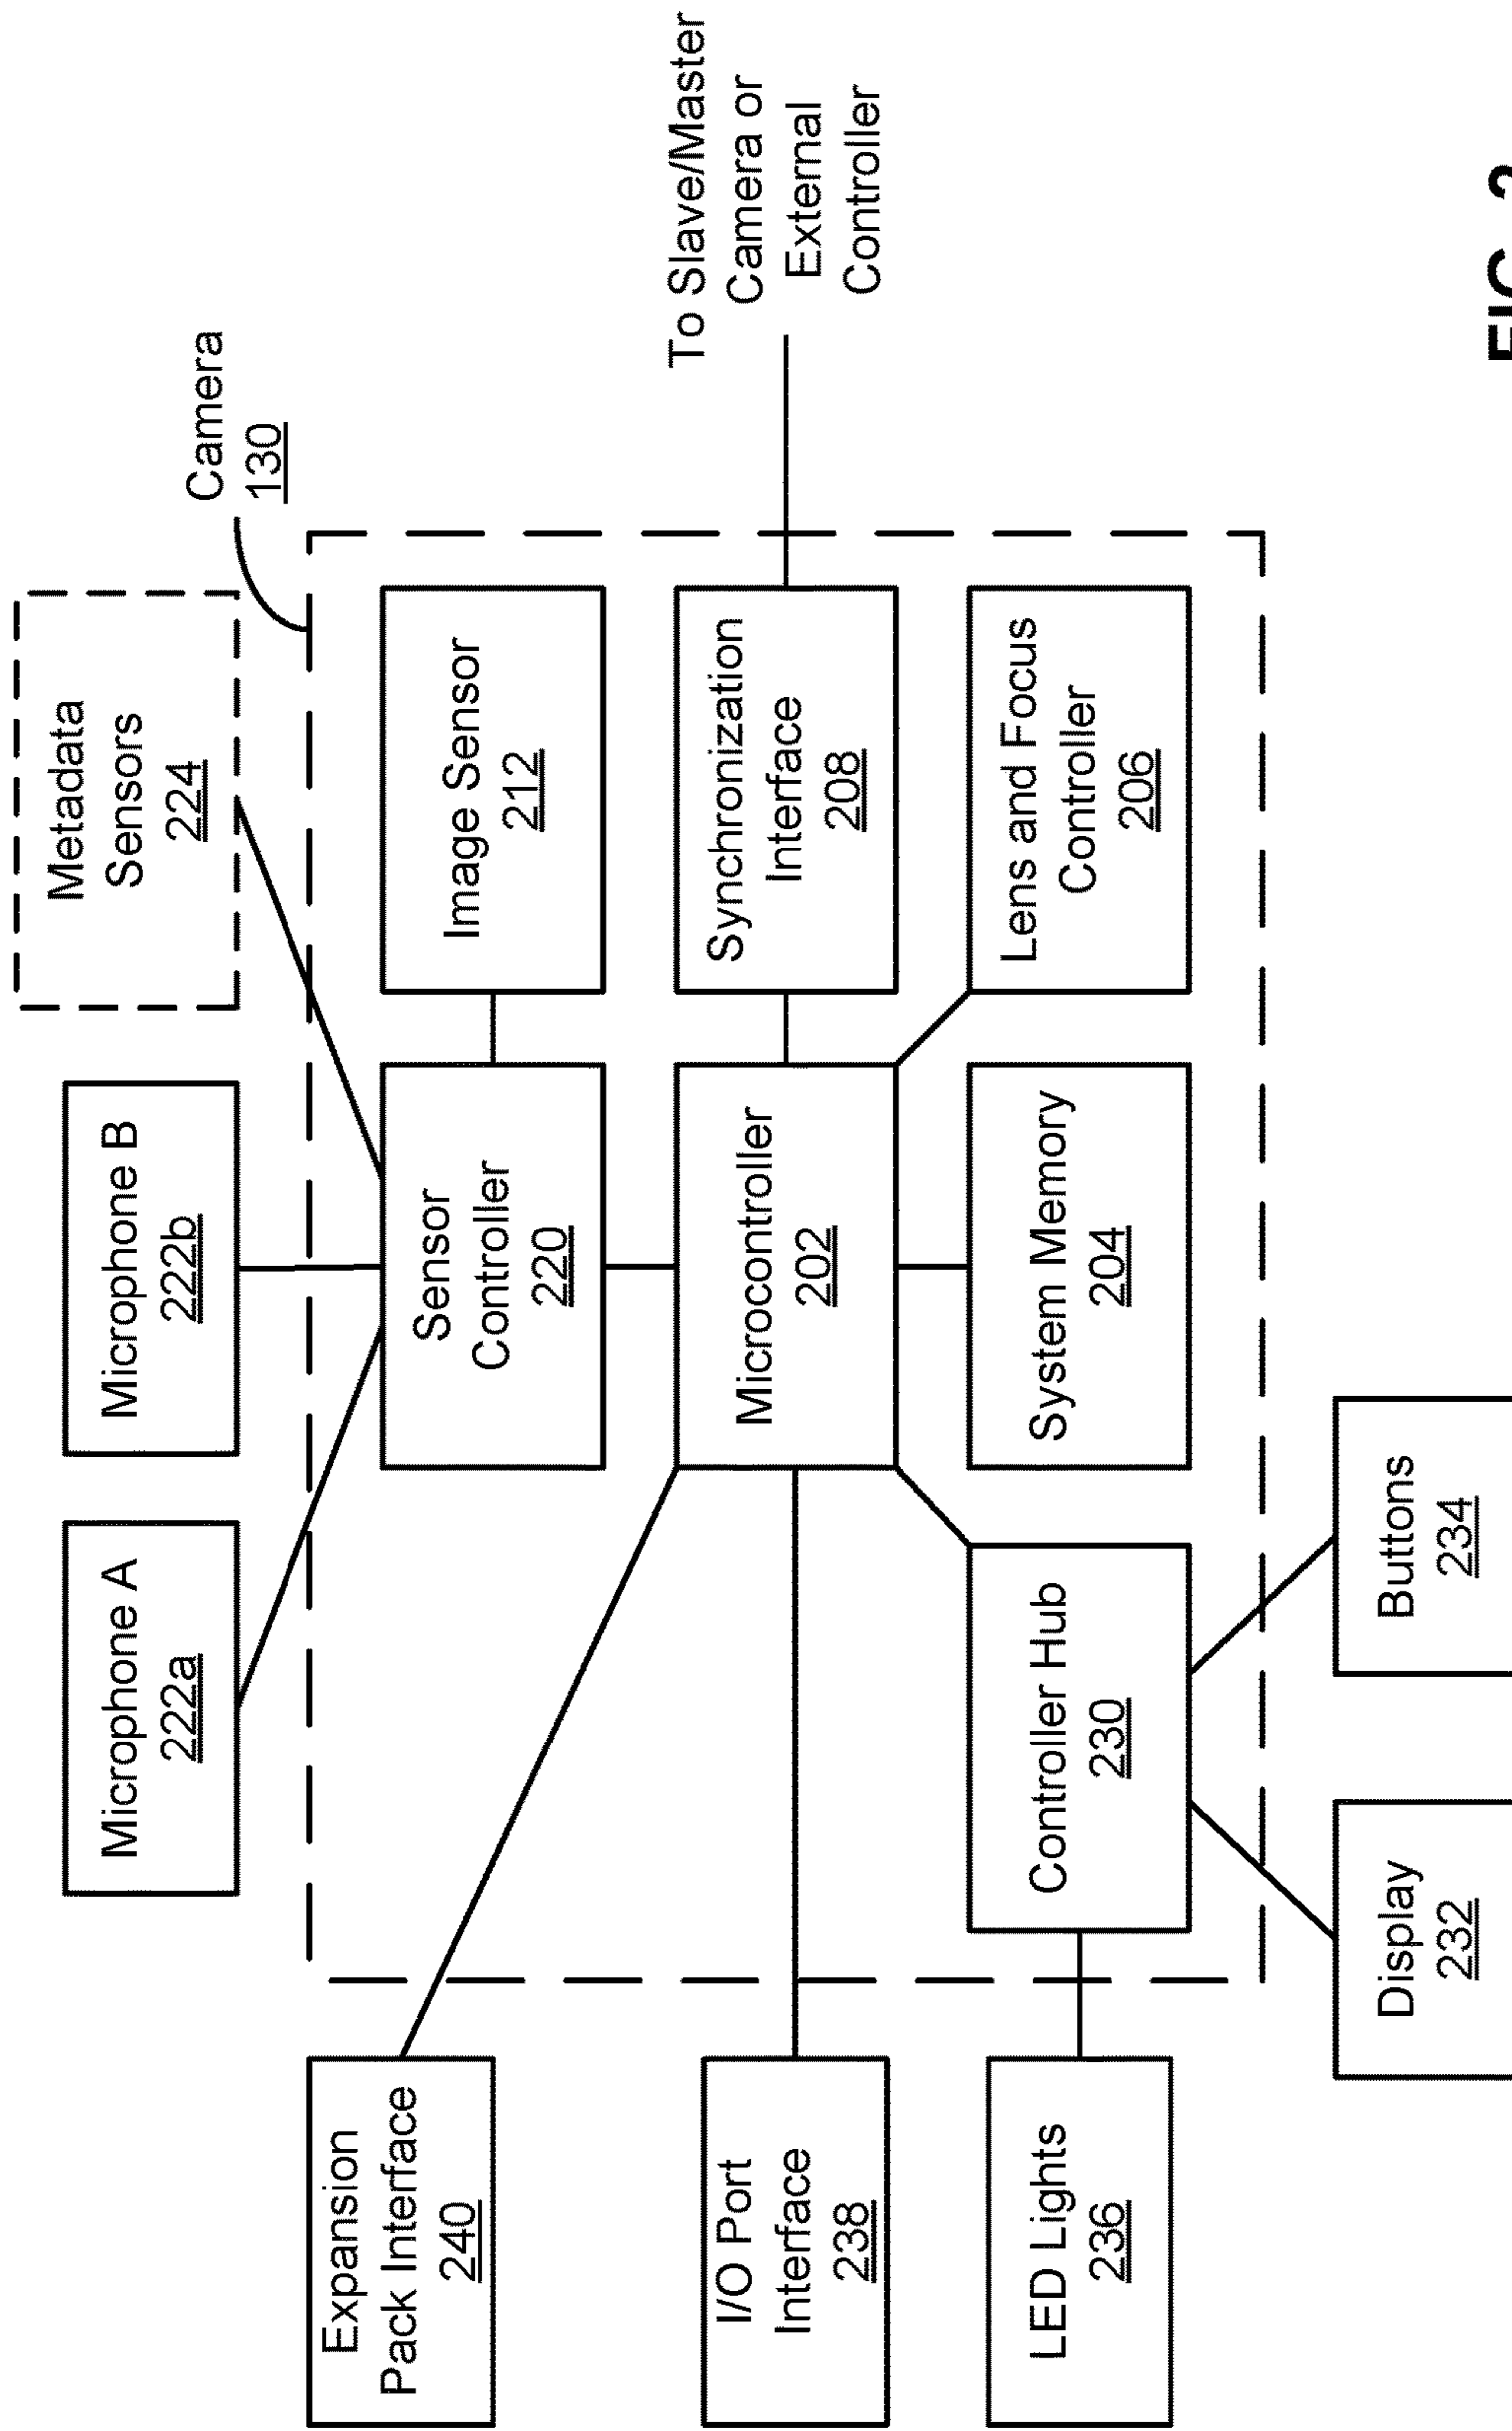 Microphone A
222a
Microphone B
222b
Metadata
Sensors
224
Camera
130
Expansion
Pack Interface
240
Sensor
Controller
220
Image Sensor
212
I/O Port
Interface
238
Microcontroller
202
Synchronization
Interface
208
To Slave/Master
Camera or
External
Controller
LED Lights
236
Controller Hub
230
System Memory
204
Lens and Focus
Controller
206
Display
232
Buttons
234
FIG. 2